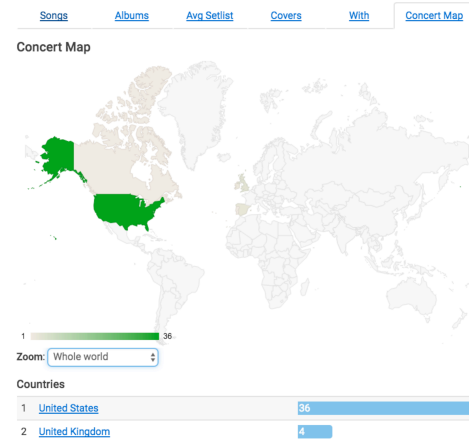 Songs Albums Avg Setlist Covers With Concert Map
Concert Map
1 36
Zoom: Whole world
Countries
1 United States 36
2 United Kingdom 4